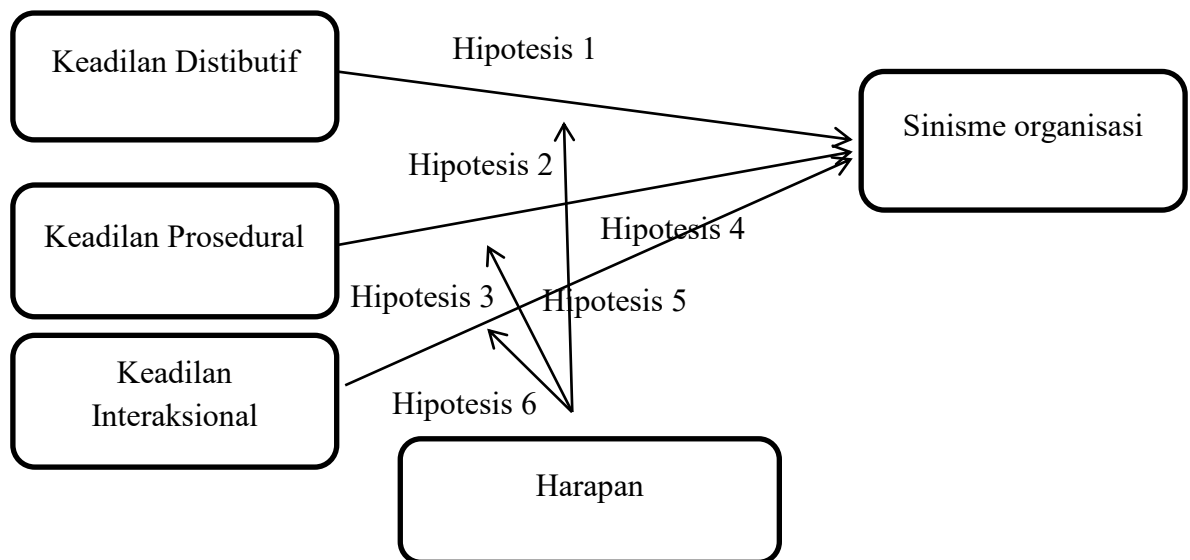 Hipotesis 1
Keadilan Distibutif
Sinisme organisasi
Hipotesis 2
Hipotesis 4
Keadilan Prosedural
Hipotesis 3
Hipotesis 5
Keadilan
Interaksional
Hipotesis 6
Harapan